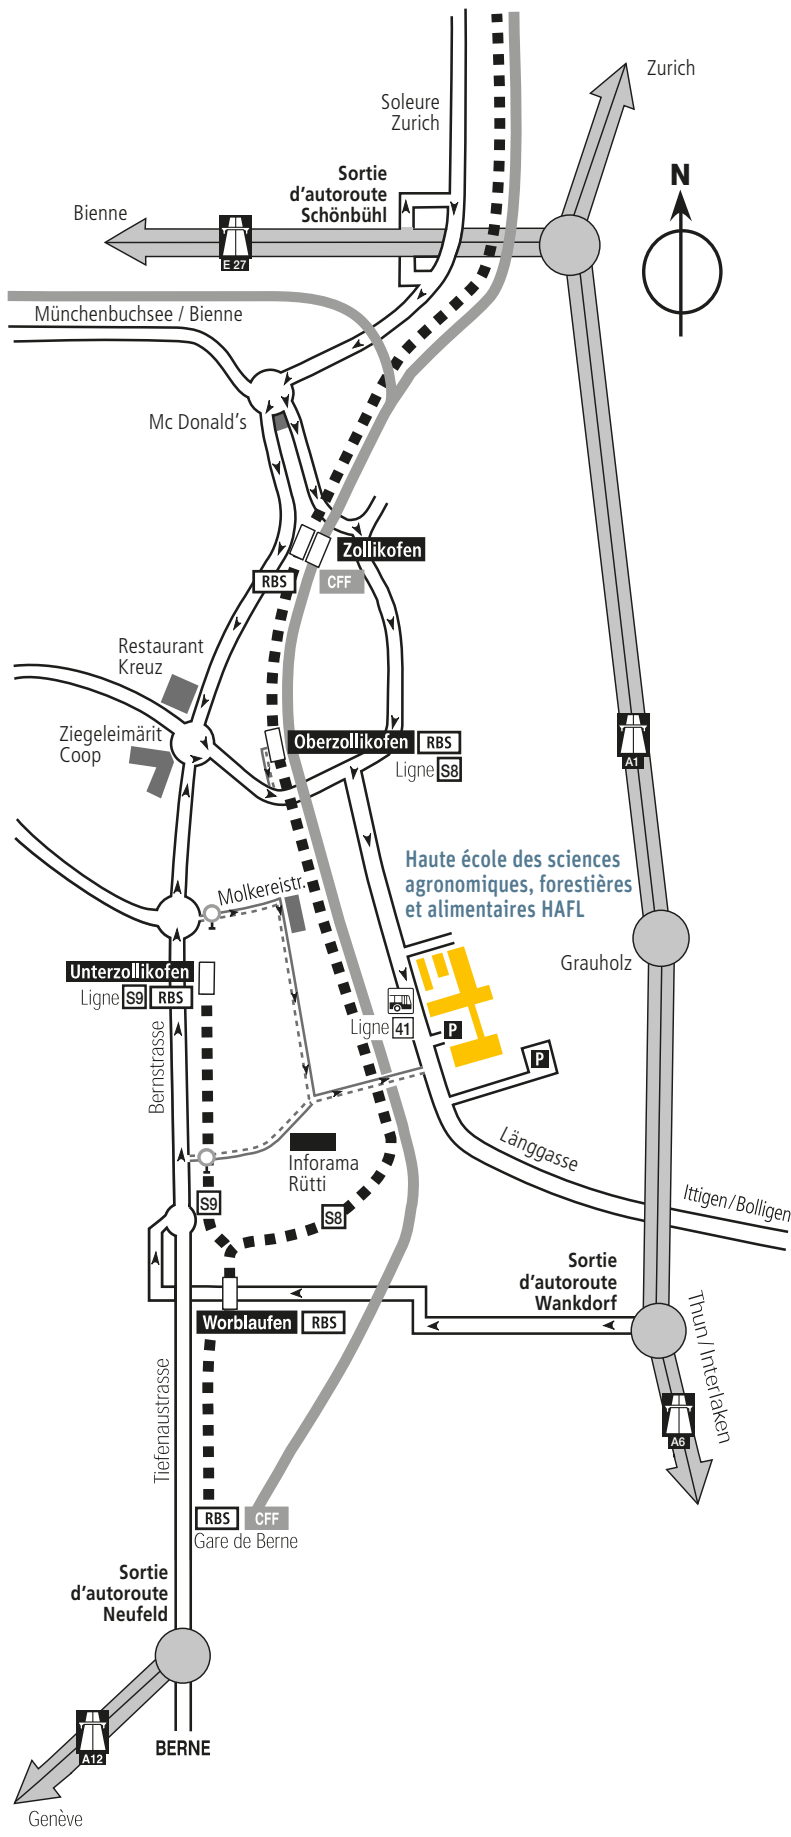 Zurich
Soleure
Zurich
Sortie
d'autoroute
Schönbühl
N
Bienne
E 27
Münchenbuchsee / Bienne
Mc Donald's
Zollikofen
RBS
CFF
Restaurant
Kreuz
Ziegeleimärit
Coop
Oberzollikofen
RBS
Ligne S8
A1
Haute école des sciences
agronomiques, forestières
et alimentaires HAFL
Molkereistr.
Grauholz
Unterzollikofen
Ligne S9 RBS
Ligne 41
P
P
Bernstrasse
Länggasse
Inforama
Rütti
S9
S8
Ittigen/Bolligen
Sortie
d'autoroute
Wankdorf
Worblaufen
RBS
Thun / Interlaken
Tiefenaustrasse
A6
RBS
CFF
Gare de Berne
Sortie
d'autoroute
Neufeld
A12
BERNE
Genève